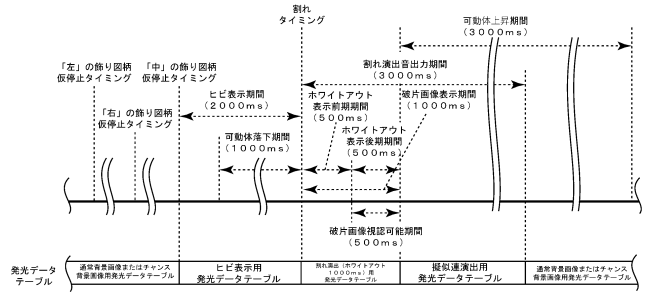 割れ
タイミング
可動体上昇期間
(3000ms)
「左」の飾り図柄
仮停止タイミング
「中」の飾り図柄
仮停止タイミング
割れ演出音出力期間
(3000ms)
ヒビ表示期間
(2000ms)
ホワイトアウト
表示前期期間
(500ms)
破片画像表示期間
(1000ms)
「右」の飾り図柄
仮停止タイミング
ホワイトアウト
表示後期期間
(500ms)
可動体落下期間
(1000ms)
破片画像視認可能期間
(500ms)
発光データ
テーブル
通常背景画像またはチャンス
背景画像用発光データテーブル
ヒビ表示用
発光データテーブル
割れ演出(ホワイトアウト
1000ms)用
発光データテーブル
擬似連演出用
発光データテーブル
通常背景画像またはチャンス
背景画像用発光データテーブル